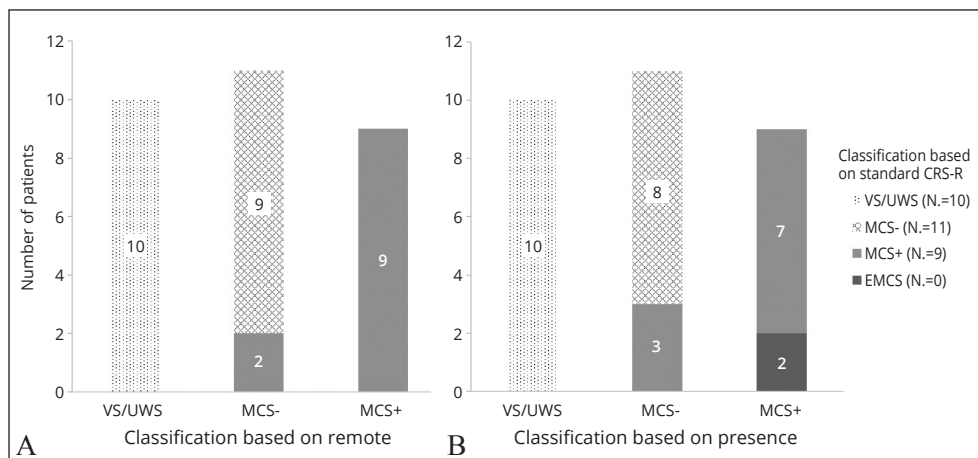 Number of patients
12
10
8
6
4
2
0
10
9
2
9
VS/UWS MCS- MCS+
Classification based on remote
A
12
10
8
6
4
2
0
10
8
3
7
2
VS/UWS MCS- MCS+
Classification based on presence
B
Classification based
on standard CRS-R
VS/UWS (N.=10)
MCS- (N.=11)
MCS+ (N.=9)
EMCS (N.=0)